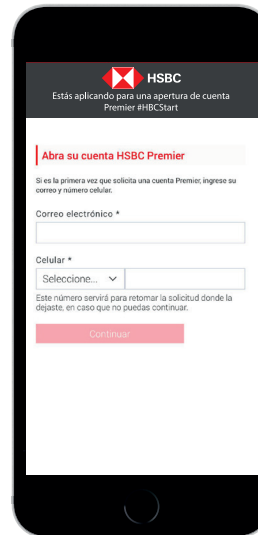 HSBC
Estás aplicando para una apertura de cuenta
Premier #HBCStart
Abra su cuenta HSBC Premier
Si es la primera vez que solicita una cuenta Premier, ingrese su
correo y número celular.
Correo electrónico *
Celular *
Seleccione...
Este número servirá para retomar la solicitud donde la
dejaste, en caso que no puedas continuar.
Continuar